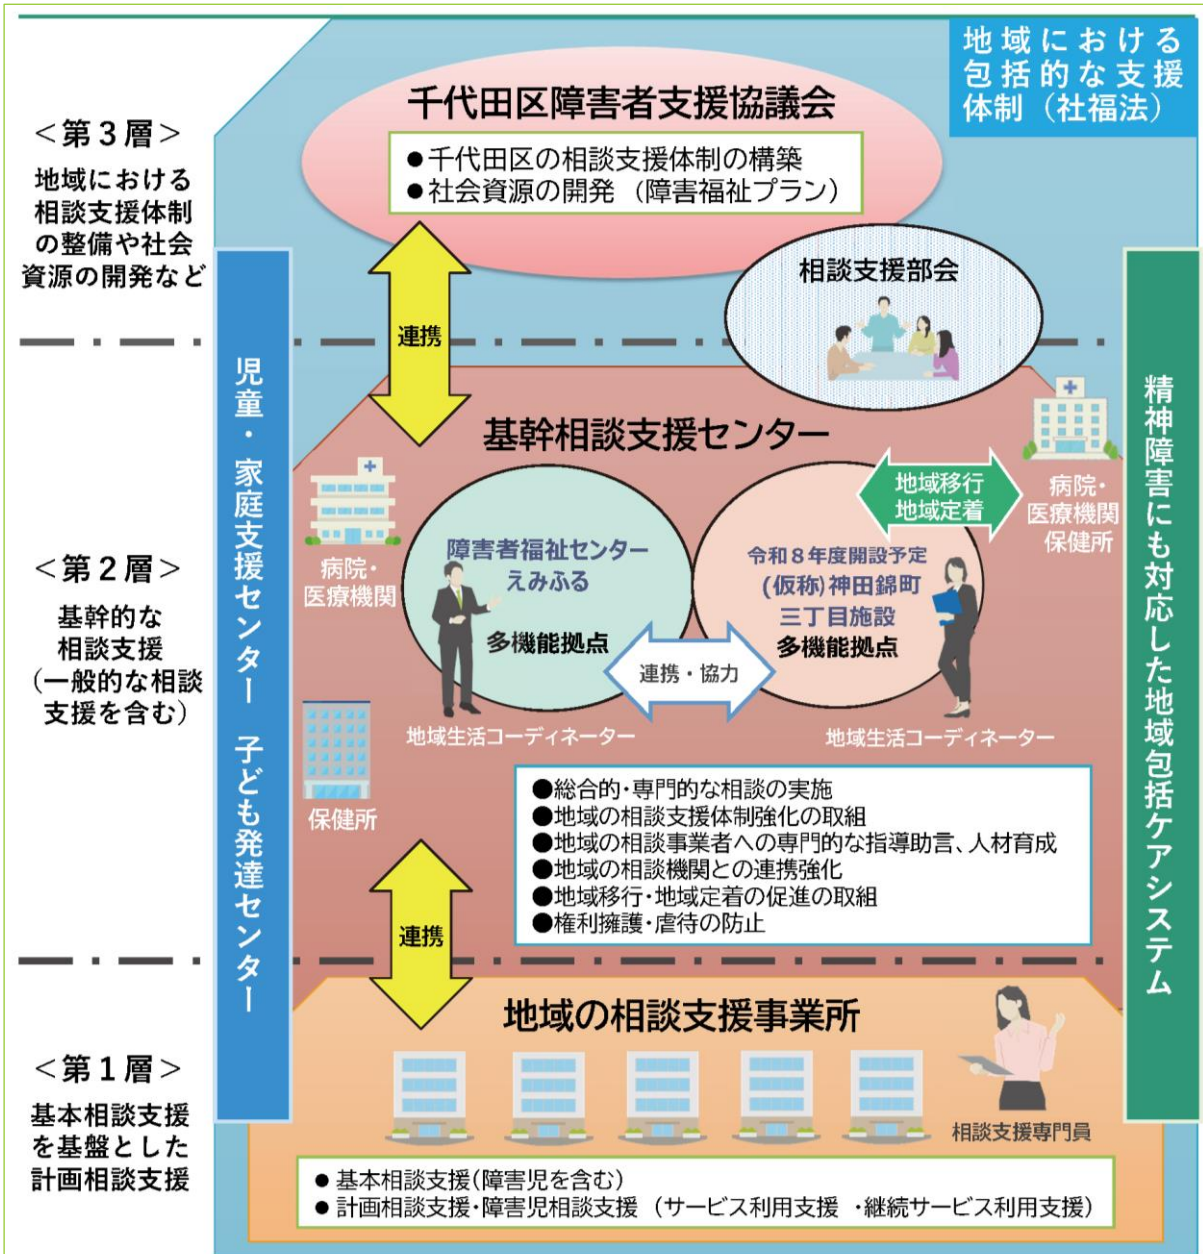 地域における
包括的な支援
体制（社福法）
千代田区障害者支援協議会
●千代田区の相談支援体制の構築
●社会資源の開発（障害福祉プラン）
＜第３層＞
地域における
相談支援体制
の整備や社会
資源の開発など
相談支援部会
連携
児童・家庭支援センター　子ども発達センター
精神障害にも対応した地域包括ケアシステム
基幹相談支援センター
＜第２層＞
基幹的な
相談支援
（一般的な相談
支援を含む）
病院・
医療機関
障害者福祉センター
えみふる
多機能拠点
令和８年度開設予定
(仮称)神田錦町
三丁目施設
多機能拠点
地域移行
地域定着
病院・
医療機関
保健所
連携・協力
地域生活コーディネーター
地域生活コーディネーター
保健所
●総合的・専門的な相談の実施
●地域の相談支援体制強化の取組
●地域の相談事業者への専門的な指導助言、人材育成
●地域の相談機関との連携強化
●地域移行・地域定着の促進の取組
●権利擁護・虐待の防止
連携
＜第１層＞
基本相談支援
を基盤とした
計画相談支援
地域の相談支援事業所
相談支援専門員
●基本相談支援(障害児を含む)
●計画相談支援・障害児相談支援（サービス利用支援・継続サービス利用支援）